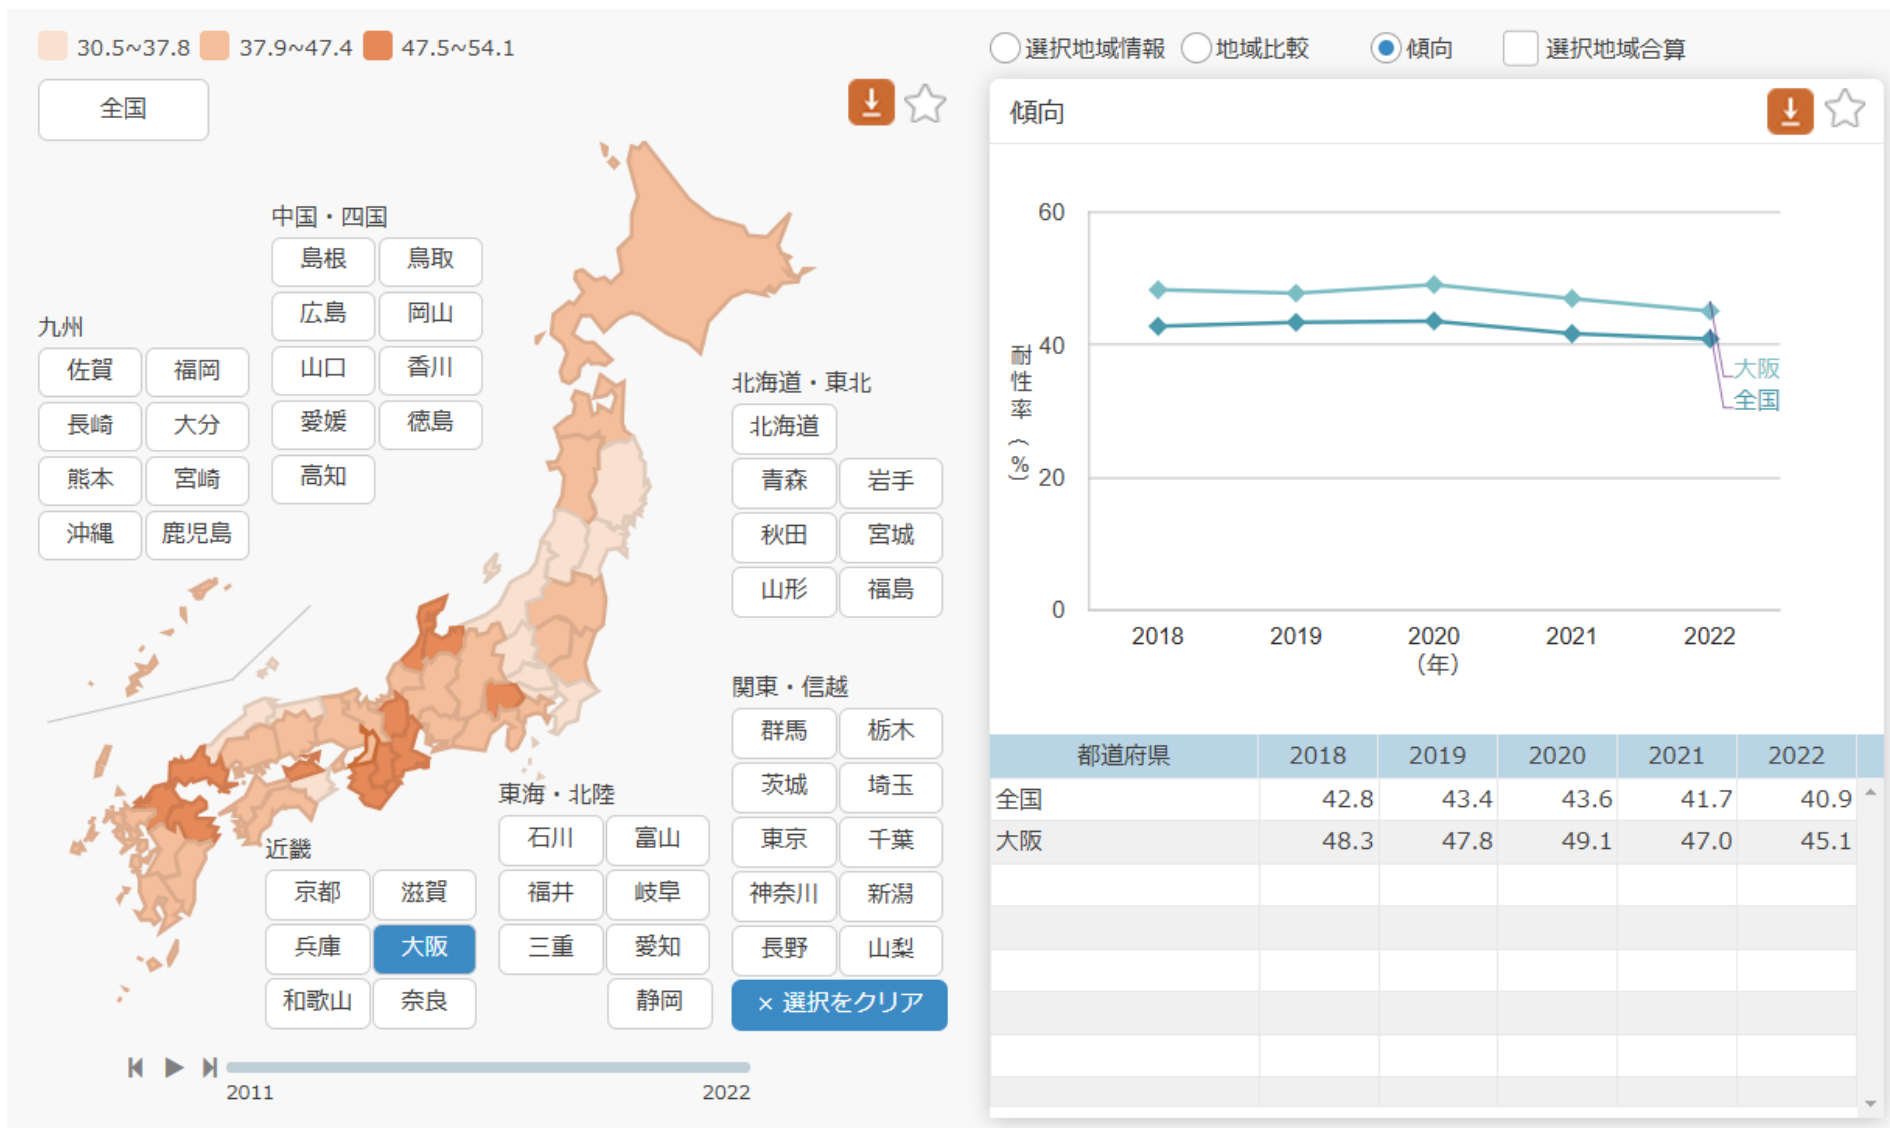 30.5~37.8 37.9~47.4 47.5~54.1
全国
中国・四国
島根 鳥取
広島 岡山
山口 香川
愛媛 徳島
高知
九州
佐賀 福岡
長崎 大分
熊本 宮崎
沖縄 鹿児島
北海道・東北
北海道
青森 岩手
秋田 宮城
山形 福島
関東・信越
群馬 栃木
茨城 埼玉
東京 千葉
神奈川 新潟
長野 山梨
× 選択をクリア
東海・北陸
石川 富山
福井 岐阜
三重 愛知
静岡
近畿
京都 滋賀
兵庫 大阪
和歌山 奈良
2011 2022
選択地域情報 地域比較 傾向 選択地域合算
傾向
耐性率(%)
60
40
20
0
大阪
全国
2018 2019 2020 2021 2022
(年)
都道府県 2018 2019 2020 2021 2022
全国 42.8 43.4 43.6 41.7 40.9
大阪 48.3 47.8 49.1 47.0 45.1